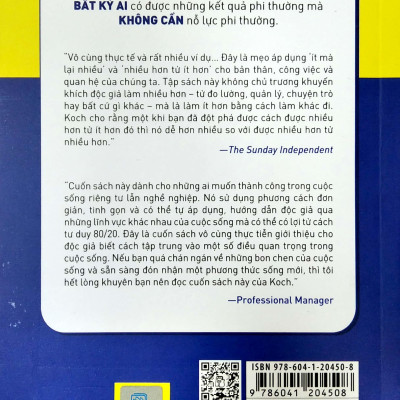 BẤT KỲ AI có được những kết quả phi thường mà
KHÔNG CẦN nỗ lực phi thường.
"Vô cùng thực tế và rất nhiều ví dụ... Đây là mẹo áp dụng 'ít mà
lại nhiều' và 'nhiều hơn từ ít hơn' cho bản thân, công việc và
quan hệ của chúng ta. Tập sách này không chủ trương khuyến
khích độc giả làm nhiều hơn – từ đo lường, quản lý, chuyện trò
hay bất cứ gì khác – mà là làm ít hơn bằng cách làm khác đi.
Koch cho rằng một khi bạn đã đột phá được cách được nhiều
hơn từ ít hơn đó thì nó dễ hơn nhiều so với được nhiều hơn từ
nhiều hơn."
—The Sunday Independent
"Cuốn sách này dành cho những ai muốn thành công trong cuộc
sống riêng tư lẫn nghề nghiệp. Nó sử dụng phương cách đơn
giản, tinh gọn và có thể tự áp dụng, hướng dẫn độc giả qua
những lĩnh vực khác nhau của cuộc sống mà có thể có lợi từ cách
tư duy 80/20. Đây là cuốn sách vô cùng thực tiễn giới thiệu cho
độc giả biết cách tập trung vào một số điều quan trọng trong
cuộc sống. Nếu bạn quá chán ngán về những bon chen của cuộc
sống và sẵn sàng đón nhận một phương thức sống mới, thì tôi
hết lòng khuyên bạn nên đọc cuốn sách này của Koch."
—Professional Manager
ISBN 978-604-1-20450-8
9 786041 204508